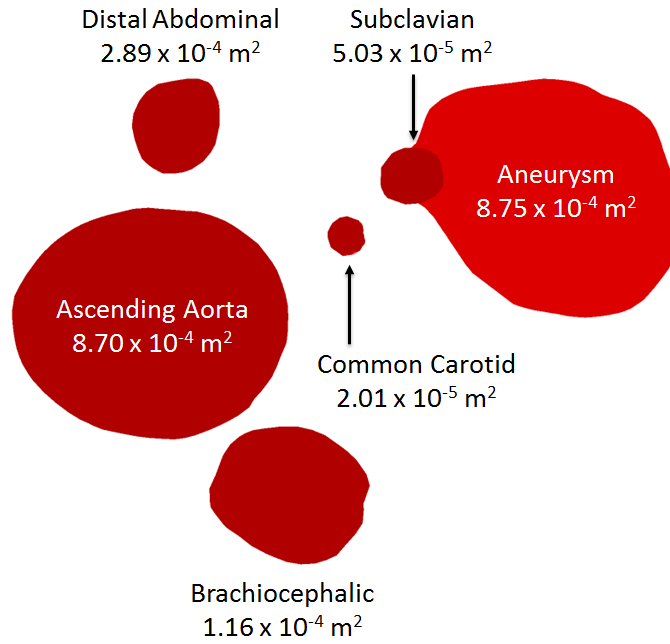 Distal Abdominal
2.89 x 10⁻⁴ m²
Subclavian
5.03 x 10⁻⁵ m²
Aneurysm
8.75 x 10⁻⁴ m²
Ascending Aorta
8.70 x 10⁻⁴ m²
Common Carotid
2.01 x 10⁻⁵ m²
Brachiocephalic
1.16 x 10⁻⁴ m²